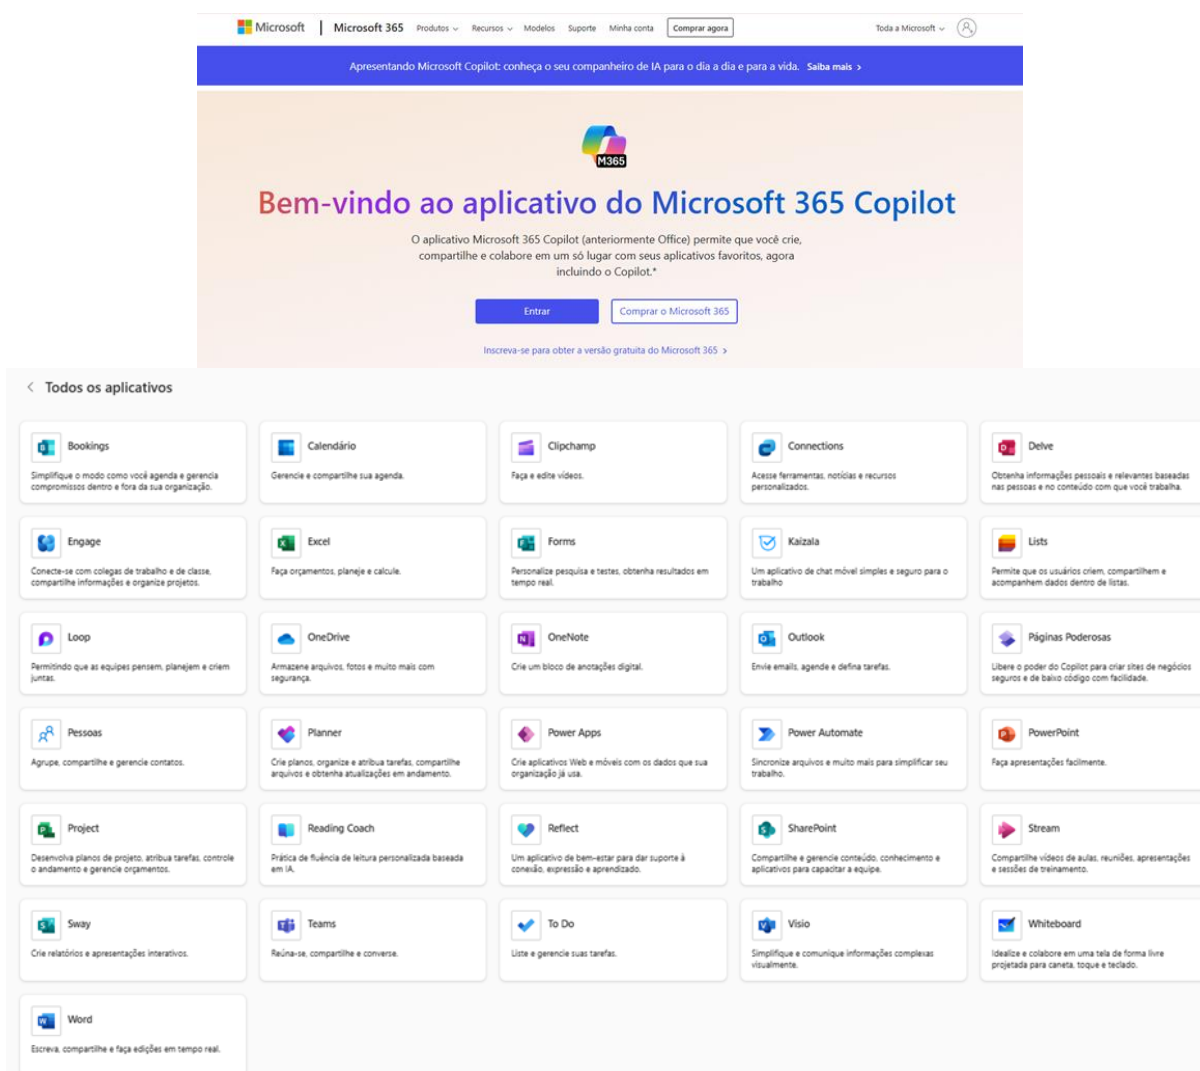 Microsoft | Microsoft 365 Produtos Recursos Modelos Suporte Minha conta Comprar agora Toda a Microsoft
Apresentando Microsoft Copilot: conheça o seu companheiro de IA para o dia a dia e para a vida. Saiba mais >
M365
Bem-vindo ao aplicativo do Microsoft 365 Copilot
O aplicativo Microsoft 365 Copilot (anteriormente Office) permite que você crie,
compartilhe e colabore em um só lugar com seus aplicativos favoritos, agora
incluindo o Copilot.*
Entrar
Comprar o Microsoft 365
Inscreva-se para obter a versão gratuita do Microsoft 365 >
< Todos os aplicativos
Bookings
Simplifique o modo como você agenda e gerencia
compromissos dentro e fora da sua organização.
Calendário
Gerencie e compartilhe sua agenda.
Clipchamp
Faça e edite vídeos.
Connections
Acesse ferramentas, notícias e recursos
personalizados.
Delve
Obtenha informações pessoais e relevantes baseadas
nas pessoas e no conteúdo com que você trabalha.
Engage
Conecte-se com colegas de trabalho e de classe,
compartilhe informações e organize projetos.
Excel
Faça orçamentos, planeje e calcule.
Forms
Personalize pesquisa e testes, obtenha resultados em
tempo real.
Kaizala
Um aplicativo de chat móvel simples e seguro para o
trabalho
Lists
Permite que os usuários criem, compartilhem e
acompanhem dados dentro de listas.
Loop
Permitindo que as equipes pensem, planejem e criem
juntas.
OneDrive
Armazene arquivos, fotos e muito mais com
segurança.
OneNote
Crie um bloco de anotações digital.
Outlook
Envie emails, agende e defina tarefas.
Páginas Poderosas
Libere o poder do Copilot para criar sites de negócios
seguros e de baixo código com facilidade.
Pessoas
Agrupe, compartilhe e gerencie contatos.
Planner
Crie planos, organize e atribua tarefas, compartilhe
arquivos e obtenha atualizações em andamento.
Power Apps
Crie aplicativos Web e móveis com os dados que sua
organização já usa.
Power Automate
Sincronize arquivos e muito mais para simplificar seu
trabalho.
PowerPoint
Faça apresentações facilmente.
Project
Desenvolva planos de projeto, atribua tarefas, controle
o andamento e gerencie orçamentos.
Reading Coach
Prática de fluência de leitura personalizada baseada
em IA.
Reflect
Um aplicativo de bem-estar para dar suporte à
conexão, expressão e aprendizado.
SharePoint
Compartilhe e gerencie conteúdo, conhecimento e
aplicativos para capacitar a equipe.
Stream
Compartilhe vídeos de aulas, reuniões, apresentações
e sessões de treinamento.
Sway
Crie relatórios e apresentações interativos.
Teams
Reúna-se, compartilhe e converse.
To Do
Liste e gerencie suas tarefas.
Visio
Simplifique e comunique informações complexas
visualmente.
Whiteboard
Idealize e colabore em uma tela de forma livre
projetada para caneta, toque e teclado.
Word
Escreva, compartilhe e faça edições em tempo real.